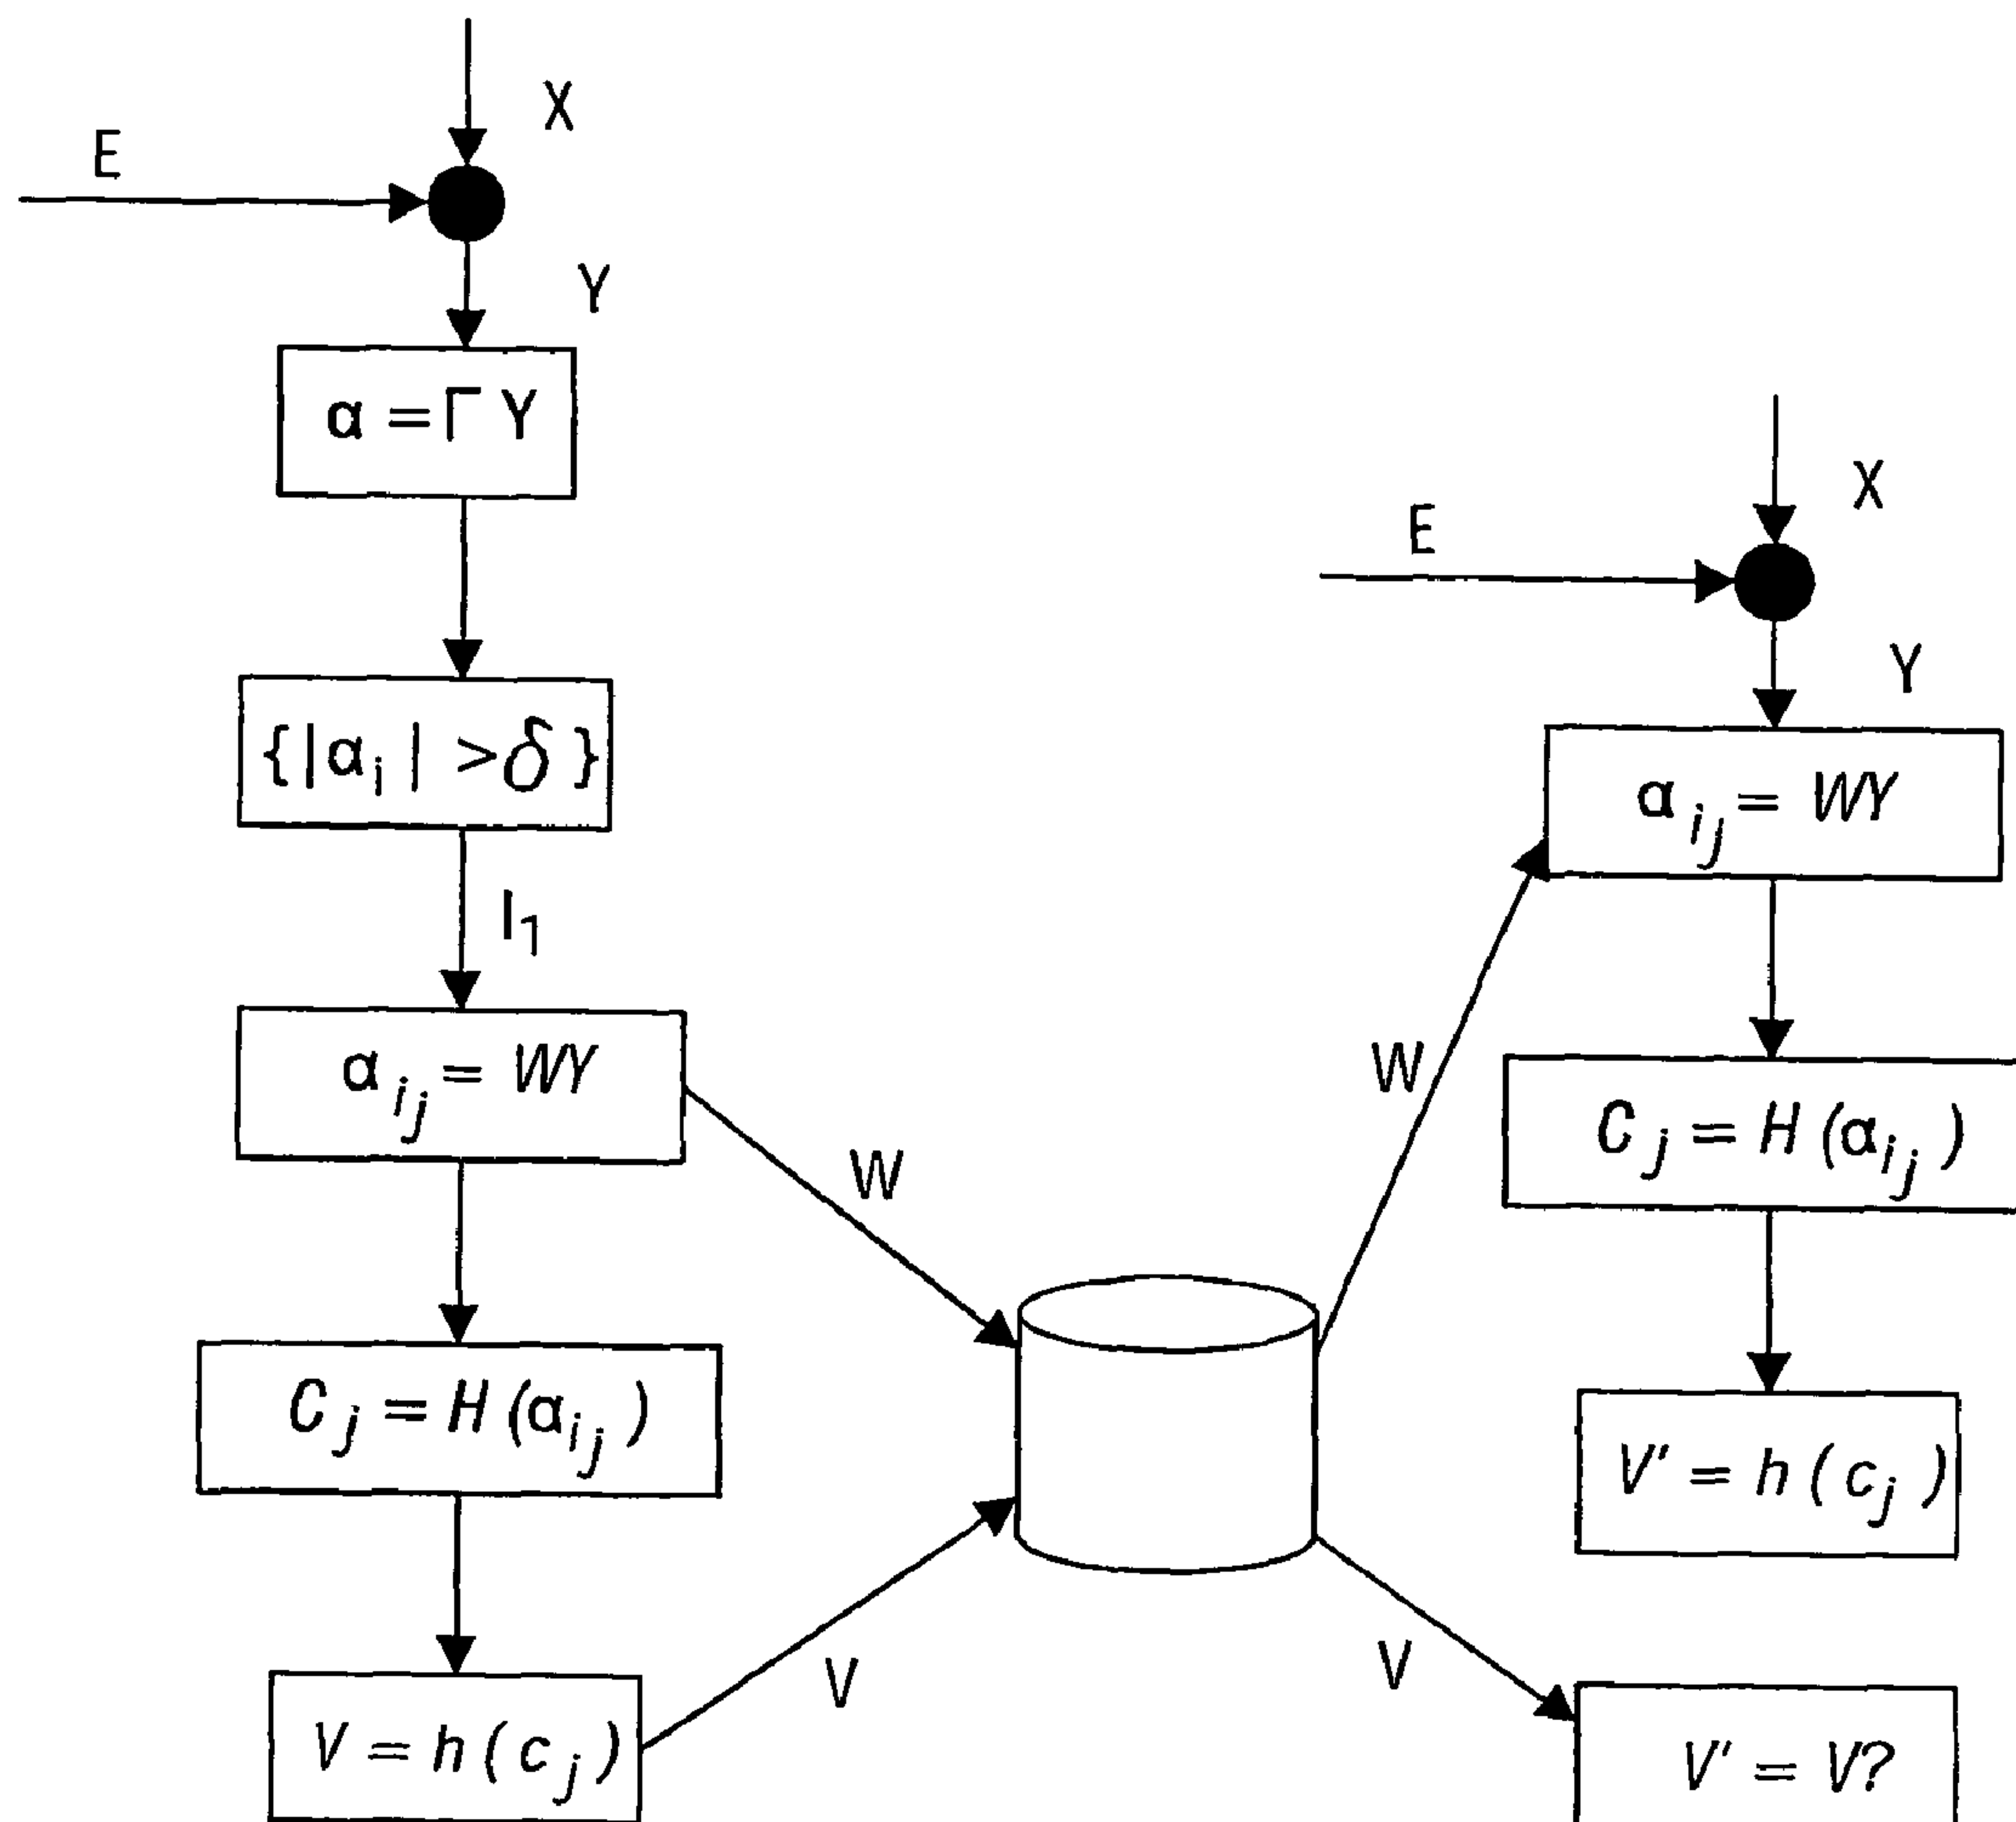 X
E
Y
α = Γ Y
{|α_i| > δ}
I_1
α_{i_j} = WY
W
C_j = H(α_{i_j})
V = h(c_j)
V
X
E
Y
α_{i_j} = WY
W
C_j = H(α_{i_j})
V' = h(c_j)
V
V' = V?